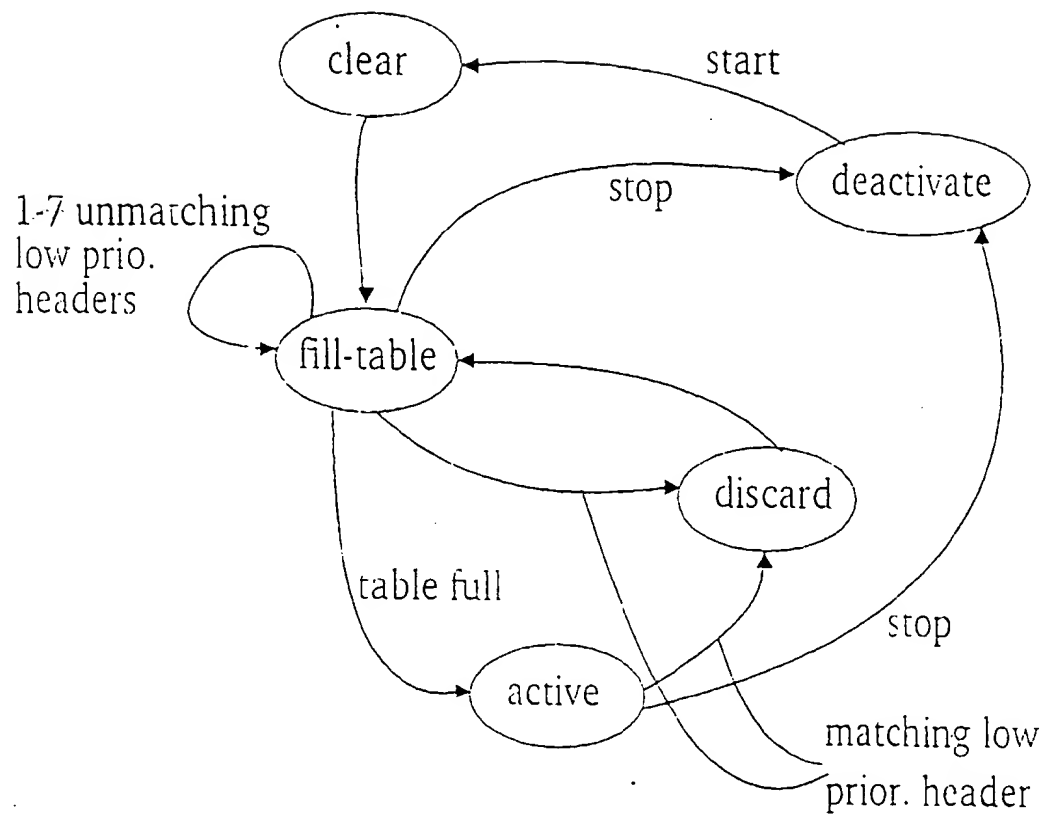 clear
start
deactivate
stop
1-7 unmatching
low prio.
headers
fill-table
discard
table full
stop
active
matching low
prior. header